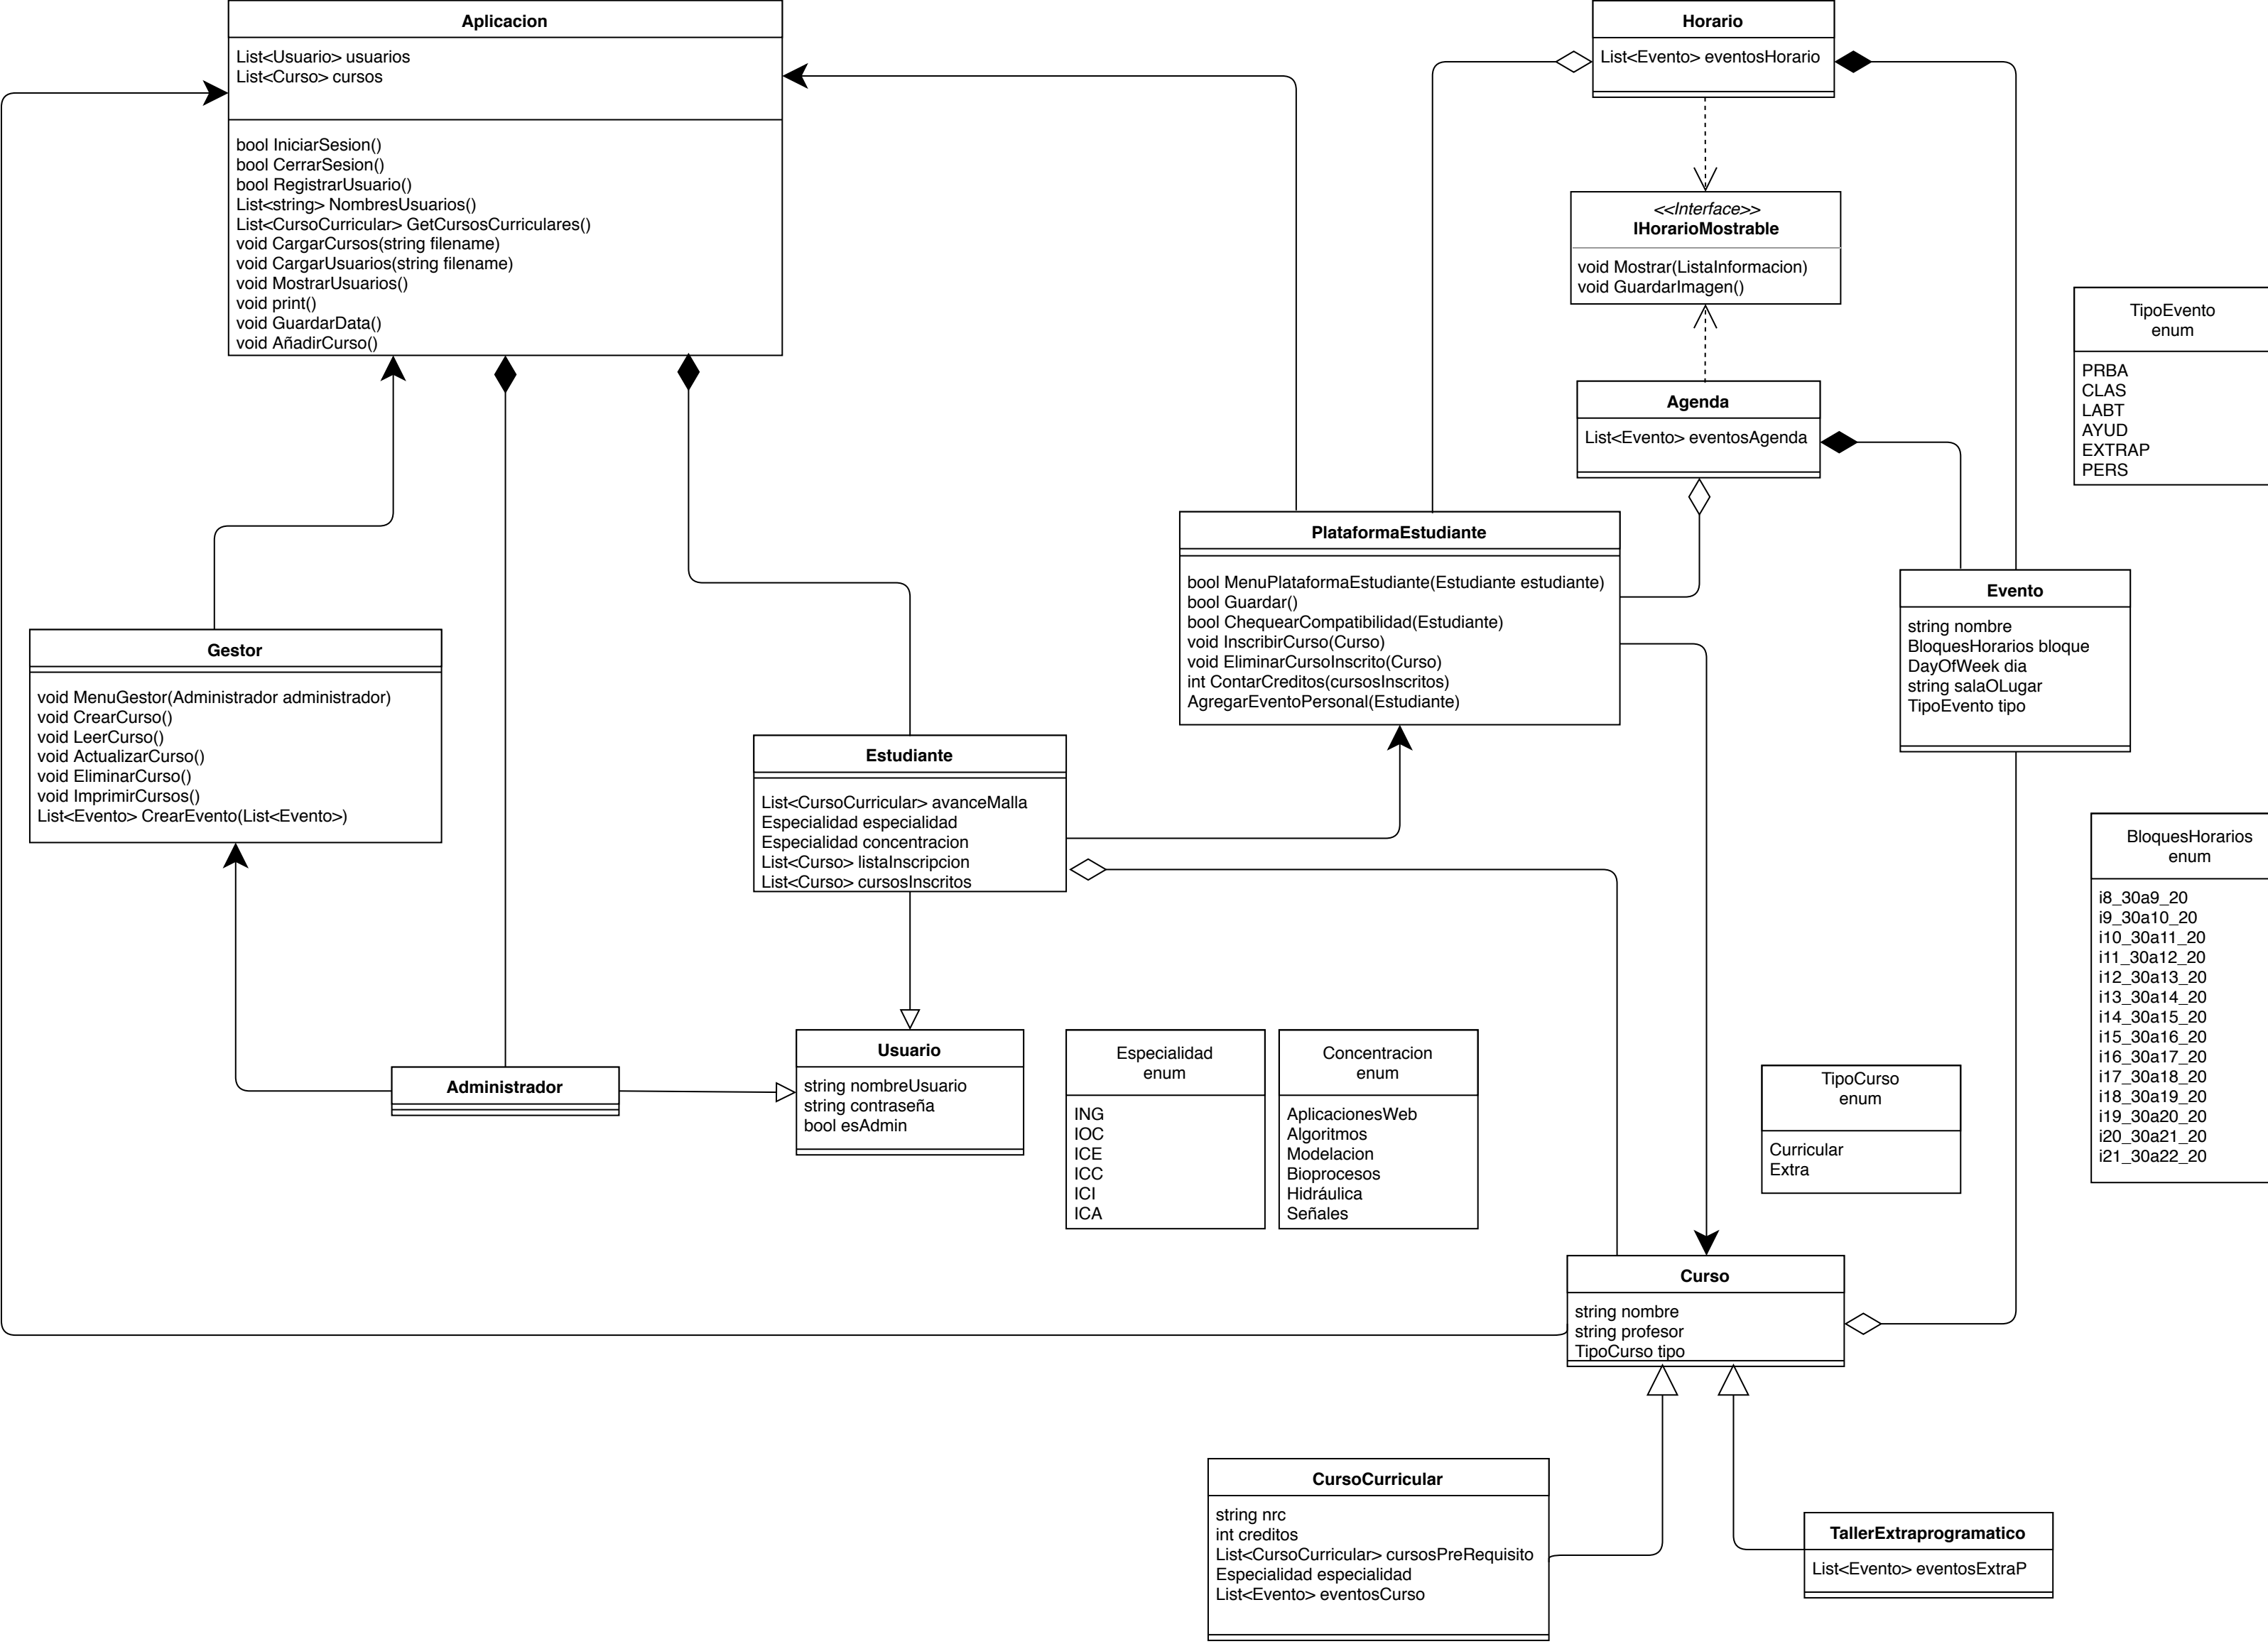 Aplicacion
List<Usuario> usuarios
List<Curso> cursos
bool IniciarSesion()
bool CerrarSesion()
bool RegistrarUsuario()
List<string> NombresUsuarios()
List<CursoCurricular> GetCursosCurriculares()
void CargarCursos(string filename)
void CargarUsuarios(string filename)
void MostrarUsuarios()
void print()
void GuardarData()
void AñadirCurso()
Horario
List<Evento> eventosHorario
<<Interface>>
IHorarioMostrable
void Mostrar(ListaInformacion)
void GuardarImagen()
TipoEvento
enum
PRBA
CLAS
LABT
AYUD
EXTRAP
PERS
Agenda
List<Evento> eventosAgenda
PlataformaEstudiante
bool MenuPlataformaEstudiante(Estudiante estudiante)
bool Guardar()
bool ChequearCompatibilidad(Estudiante)
void InscribirCurso(Curso)
void EliminarCursoInscrito(Curso)
int ContarCreditos(cursosInscritos)
AgregarEventoPersonal(Estudiante)
Evento
string nombre
BloquesHorarios bloque
DayOfWeek dia
string salaOLugar
TipoEvento tipo
Gestor
void MenuGestor(Administrador administrador)
void CrearCurso()
void LeerCurso()
void ActualizarCurso()
void EliminarCurso()
void ImprimirCursos()
List<Evento> CrearEvento(List<Evento>)
Estudiante
List<CursoCurricular> avanceMalla
Especialidad especialidad
Especialidad concentracion
List<Curso> listaInscripcion
List<Curso> cursosInscritos
BloquesHorarios
enum
i8_30a9_20
i9_30a10_20
i10_30a11_20
i11_30a12_20
i12_30a13_20
i13_30a14_20
i14_30a15_20
i15_30a16_20
i16_30a17_20
i17_30a18_20
i18_30a19_20
i19_30a20_20
i20_30a21_20
i21_30a22_20
Administrador
Usuario
string nombreUsuario
string contraseña
bool esAdmin
Especialidad
enum
ING
IOC
ICE
ICC
ICI
ICA
Concentracion
enum
AplicacionesWeb
Algoritmos
Modelacion
Bioprocesos
Hidráulica
Señales
TipoCurso
enum
Curricular
Extra
Curso
string nombre
string profesor
TipoCurso tipo
CursoCurricular
string nrc
int creditos
List<CursoCurricular> cursosPreRequisito
Especialidad especialidad
List<Evento> eventosCurso
TallerExtraprogramatico
List<Evento> eventosExtraP